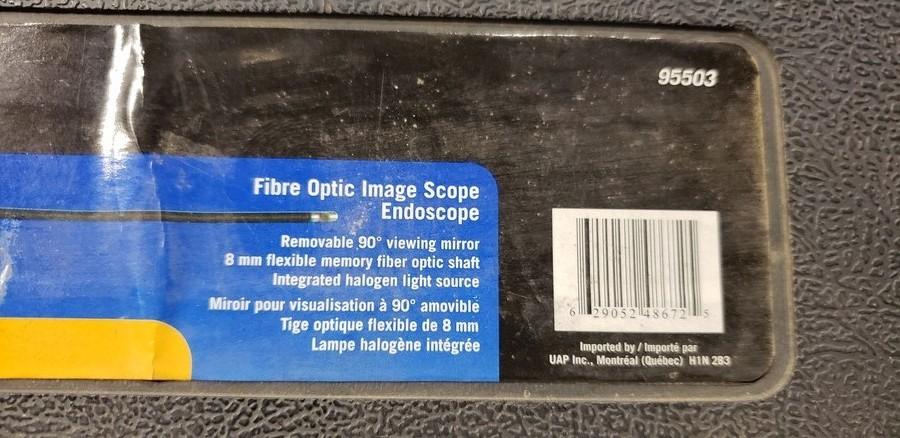 95503
Fibre Optic Image Scope
Endoscope
Removable 90° viewing mirror
8 mm flexible memory fiber optic shaft
Integrated halogen light source
Miroir pour visualisation à 90° amovible
Tige optique flexible de 8 mm
Lampe halogène intégrée
6 29052 48672 5
Imported by / Importé par
UAP Inc., Montréal (Québec) H1N 2B3